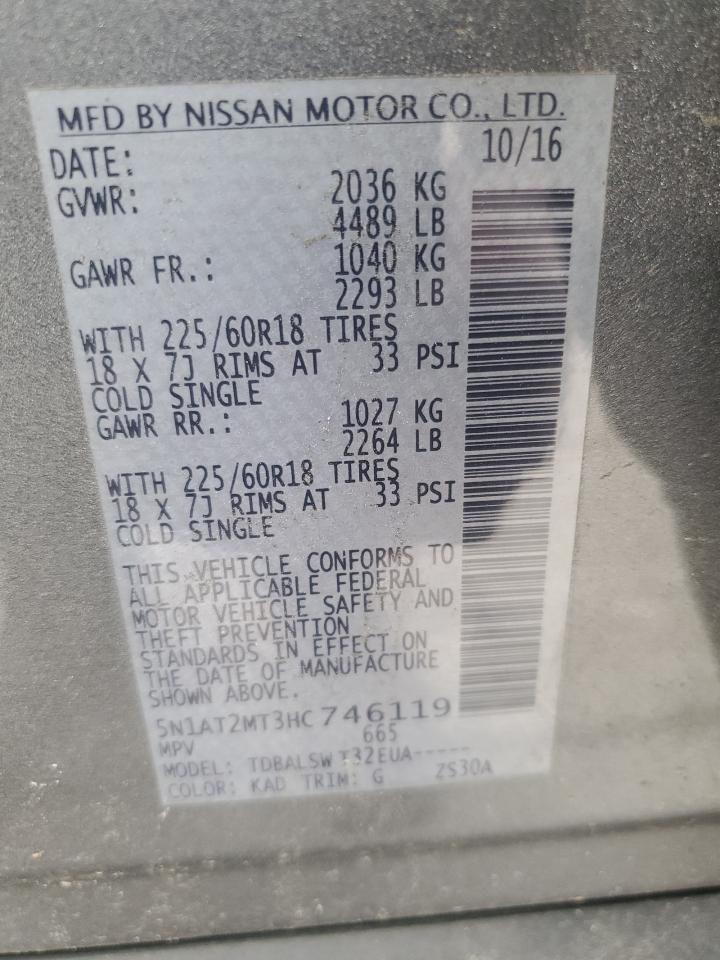 MFD BY NISSAN MOTOR CO., LTD.
DATE: 10/16
GVWR: 2036 KG
4489 LB
GAWR FR.: 1040 KG
2293 LB
WITH 225/60R18 TIRES
18 X 7J RIMS AT 33 PSI
COLD SINGLE
GAWR RR.: 1027 KG
2264 LB
WITH 225/60R18 TIRES
18 X 7J RIMS AT 33 PSI
COLD SINGLE
THIS VEHICLE CONFORMS TO
ALL APPLICABLE FEDERAL
MOTOR VEHICLE SAFETY AND
THEFT PREVENTION
STANDARDS IN EFFECT ON
THE DATE OF MANUFACTURE
SHOWN ABOVE.
5N1AT2MT3HC746119
MPV 665
MODEL: TDBALSW T32EUA-----
COLOR: KAD TRIM: G ZS30A